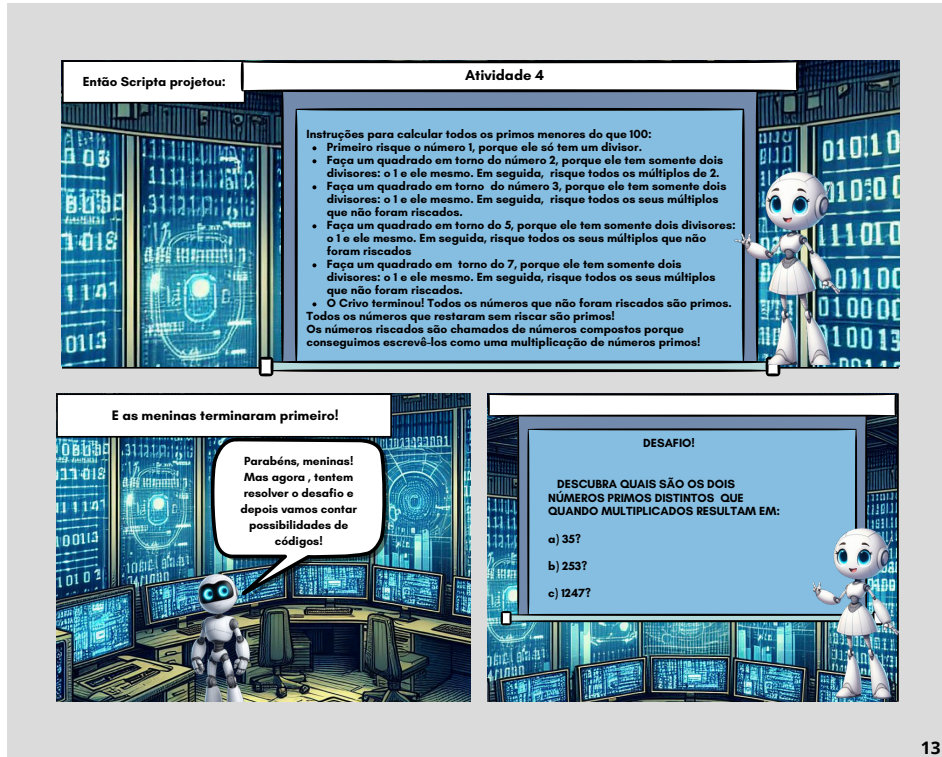 Então Scripta projetou:
Atividade 4
Instruções para calcular todos os primos menores do que 100:
• Primeiro risque o número 1, porque ele só tem um divisor.
• Faça um quadrado em torno do número 2, porque ele tem somente dois
divisores: o 1 e ele mesmo. Em seguida, risque todos os múltiplos de 2.
• Faça um quadrado em torno do número 3, porque ele tem somente dois
divisores: o 1 e ele mesmo. Em seguida, risque todos os seus múltiplos
que não foram riscados.
• Faça um quadrado em torno do 5, porque ele tem somente dois divisores:
o 1 e ele mesmo. Em seguida, risque todos os seus múltiplos que não
foram riscados
• Faça um quadrado em torno do 7, porque ele tem somente dois
divisores: o 1 e ele mesmo. Em seguida, risque todos os seus múltiplos
que não foram riscados.
• O Crivo terminou! Todos os números que não foram riscados são primos.
Todos os números que restaram sem riscar são primos!
Os números riscados são chamados de números compostos porque
conseguimos escrevê-los como uma multiplicação de números primos!
E as meninas terminaram primeiro!
Parabéns, meninas!
Mas agora , tentem
resolver o desafio e
depois vamos contar
possibilidades de
códigos!
DESAFIO!
DESCUBRA QUAIS SÃO OS DOIS
NÚMEROS PRIMOS DISTINTOS QUE
QUANDO MULTIPLICADOS RESULTAM EM:
a) 35?
b) 253?
c) 1247?
13